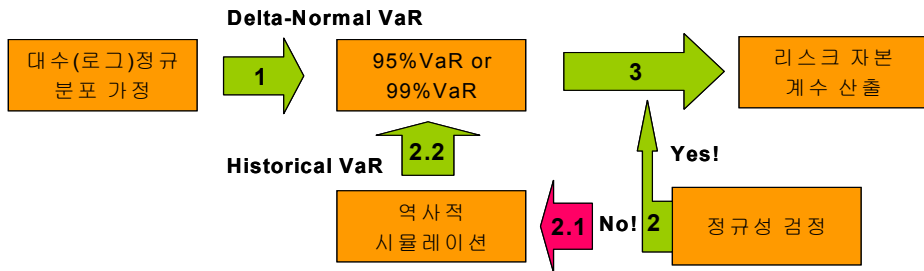 Delta-Normal VaR
대수(로그)정규
분포 가정
1
95%VaR or
99%VaR
3
리스크 자본
계수 산출
Historical VaR
2.2
Yes!
역사적
시뮬레이션
2.1
No!
2
정규성 검정